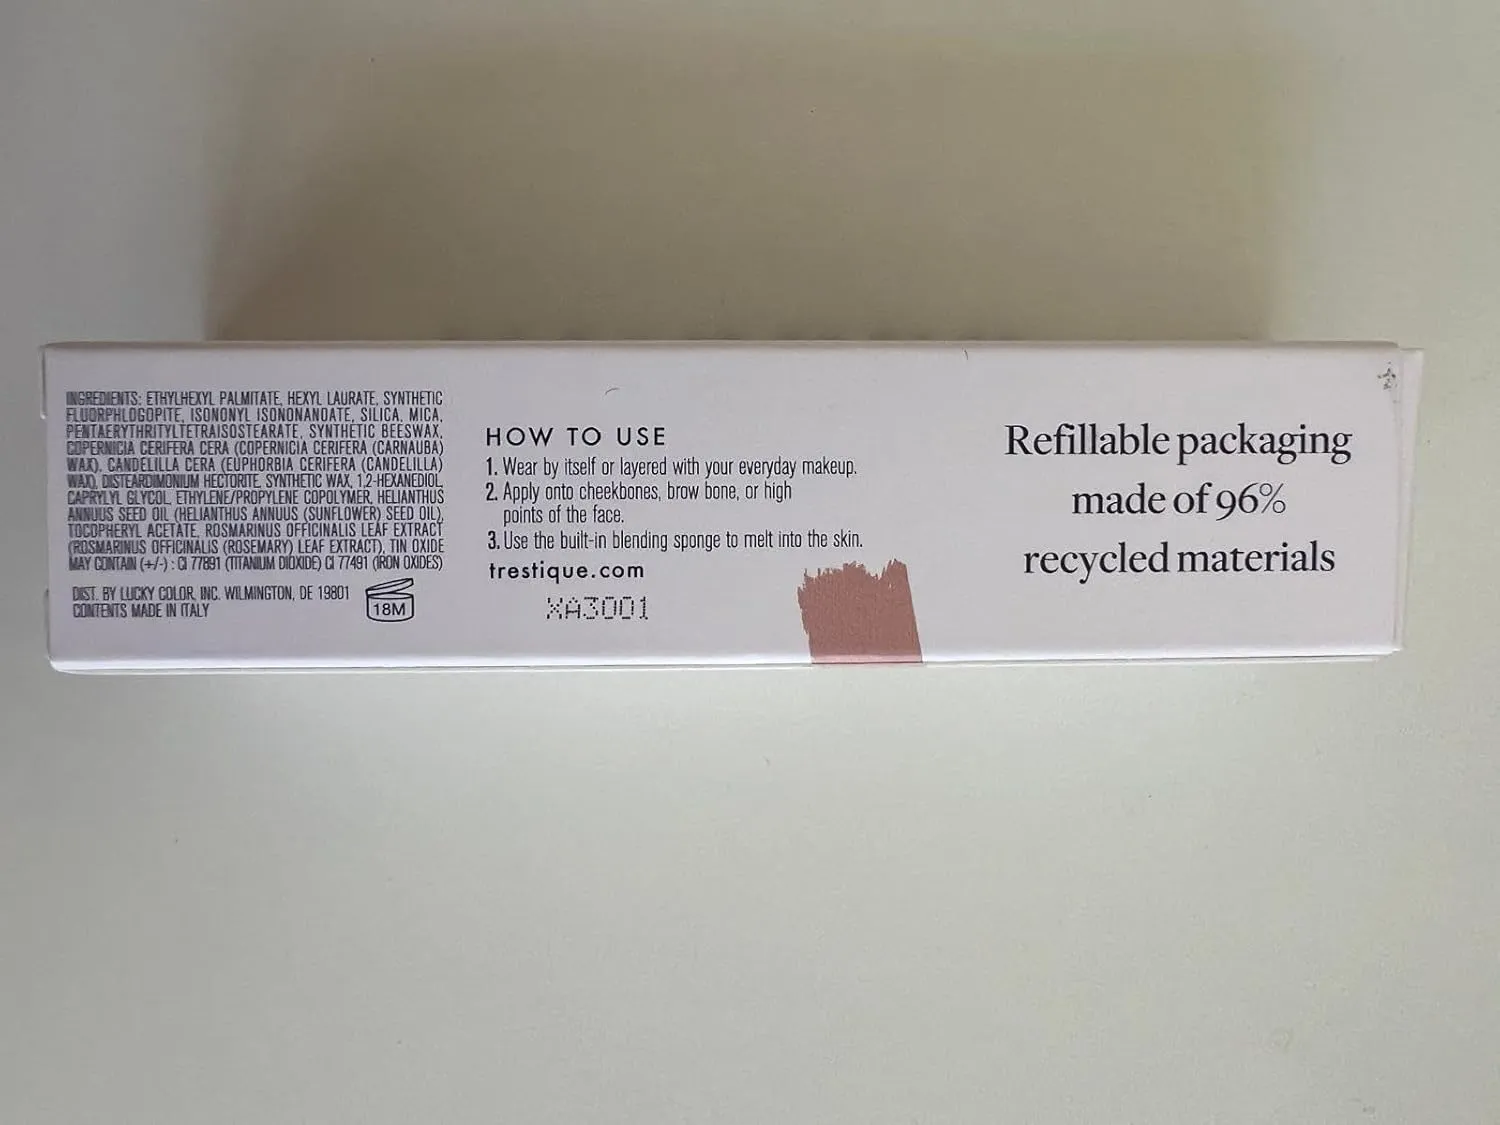 INGREDIENTS: ETHYLHEXYL PALMITATE, HEXYL LAURATE, SYNTHETIC
FLUORPHLOGOPITE, ISONONYL ISONONANOATE, SILICA, MICA,
PENTAERYTHRITYLTETRAISOSTEARATE, SYNTHETIC BEESWAX,
COPERNICIA CERIFERA CERA (COPERNICIA CERIFERA (CARNAUBA)
WAX), CANDELILLA CERA (EUPHORBIA CERIFERA (CANDELILLA)
WAX), DISTEARDIMONIUM HECTORITE, SYNTHETIC WAX, 1,2-HEXANEDIOL,
CAPRYLYL GLYCOL, ETHYLENE/PROPYLENE COPOLYMER, HELIANTHUS
ANNUUS SEED OIL (HELIANTHUS ANNUUS (SUNFLOWER) SEED OIL),
TOCOPHERYL ACETATE, ROSMARINUS OFFICINALIS LEAF EXTRACT
(ROSMARINUS OFFICINALIS (ROSEMARY) LEAF EXTRACT), TIN OXIDE
MAY CONTAIN (+/-) : CI 77891 (TITANIUM DIOXIDE) CI 77491 (IRON OXIDES)
DIST. BY LUCKY COLOR, INC. WILMINGTON, DE 19801
CONTENTS MADE IN ITALY
18M
HOW TO USE
1. Wear by itself or layered with your everyday makeup.
2. Apply onto cheekbones, brow bone, or high
points of the face.
3. Use the built-in blending sponge to melt into the skin.
trestique.com
XA3001
Refillable packaging
made of 96%
recycled materials